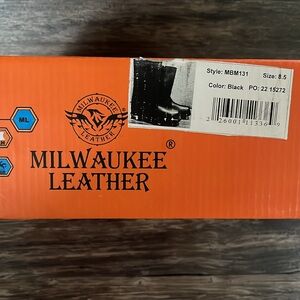 Style: MBM131 Size: 8.5
Color: Black PO: 22 15272
ML
MILWAUKEE
LEATHER
MILWAUKEE ®
LEATHER